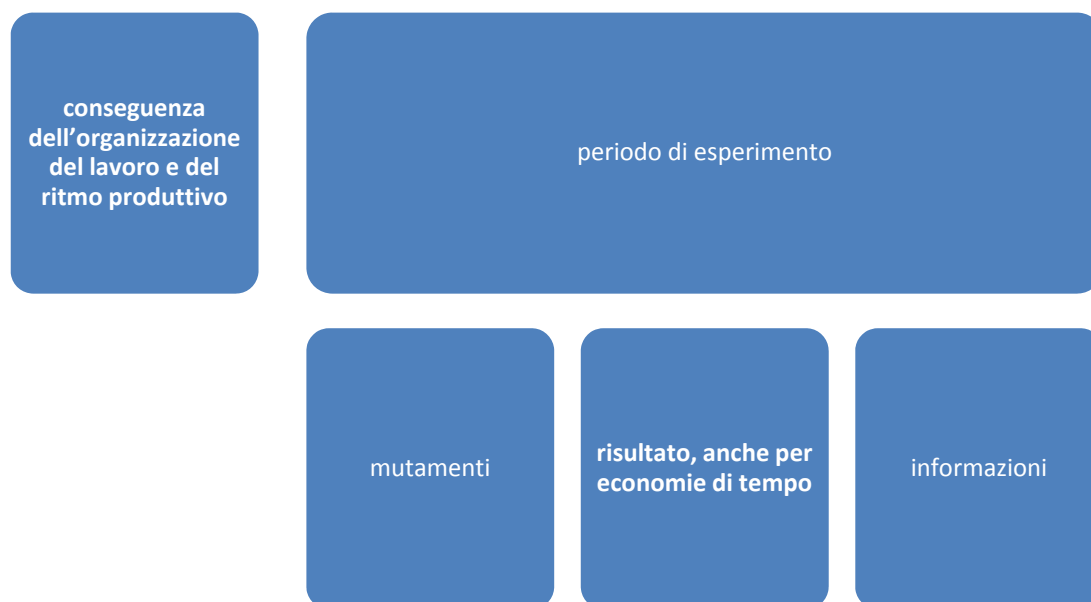 conseguenza
dell’organizzazione
del lavoro e del
ritmo produttivo
periodo di esperimento
mutamenti
risultato, anche per
economie di tempo
informazioni